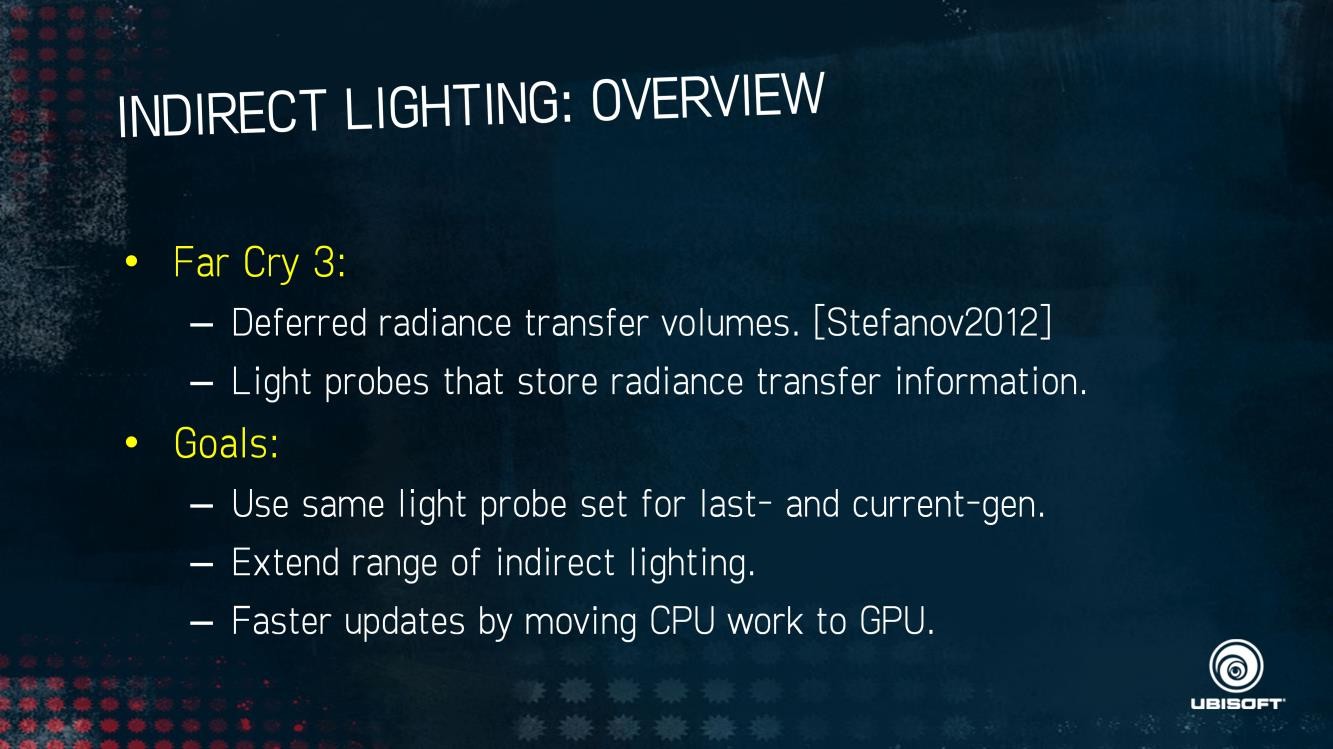 INDIRECT LIGHTING: OVERVIEW
• Far Cry 3:
– Deferred radiance transfer volumes. [Stefanov2012]
– Light probes that store radiance transfer information.
• Goals:
– Use same light probe set for last- and current-gen.
– Extend range of indirect lighting.
– Faster updates by moving CPU work to GPU.
UBISOFT